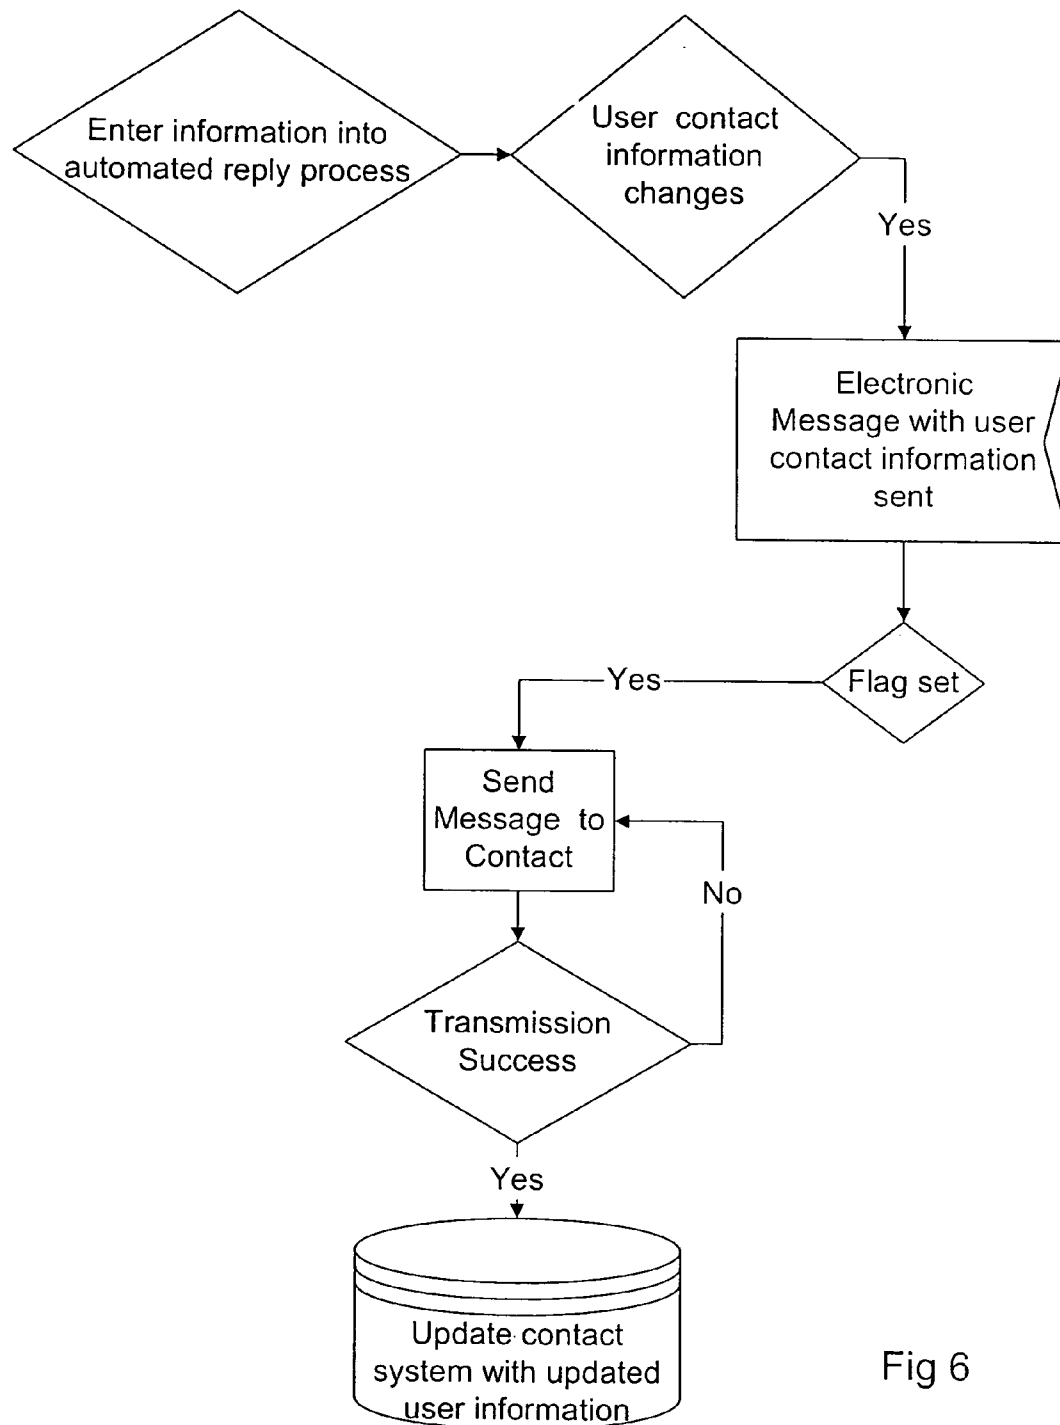 Enter information into
automated reply process
User contact
information
changes
Yes
Electronic
Message with user
contact information
sent
Flag set
Yes
Send
Message to
Contact
No
Transmission
Success
Yes
Update contact
system with updated
user information
Fig 6